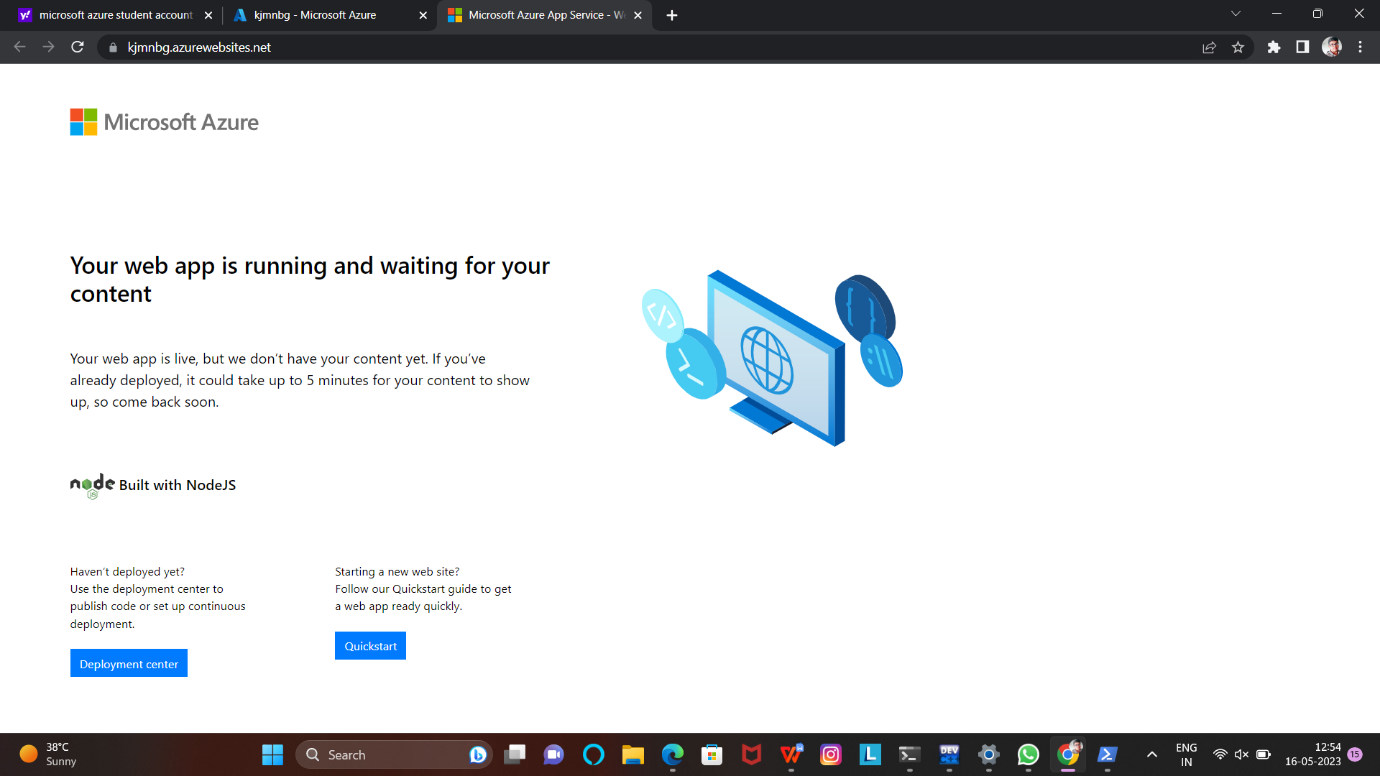 microsoft azure student account
kjmnbg - Microsoft Azure
Microsoft Azure App Service - W
kjmnbg.azurewebsites.net
Microsoft Azure
Your web app is running and waiting for your
content
Your web app is live, but we don't have your content yet. If you've
already deployed, it could take up to 5 minutes for your content to show
up, so come back soon.
node Built with NodeJS
Haven't deployed yet?
Use the deployment center to
publish code or set up continuous
deployment.
Deployment center
Starting a new web site?
Follow our Quickstart guide to get
a web app ready quickly.
Quickstart
38°C
Sunny
Search
DEV
ENG
IN
12:54
16-05-2023
15